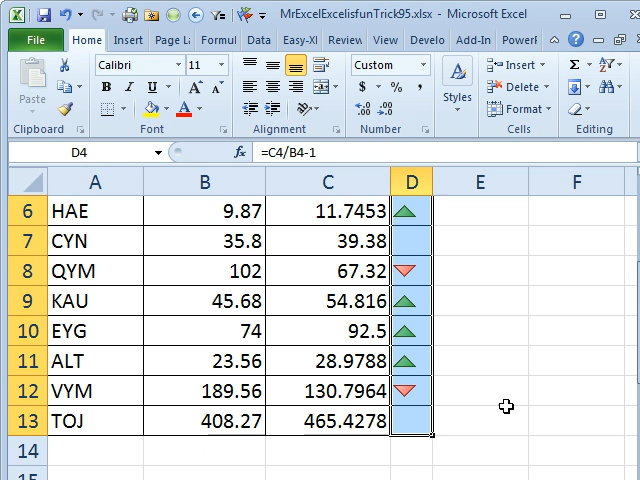 MrExcelExcelisfunTrick95.xlsx - Microsoft Excel
File Home Insert Page La Formul Data Easy-Xl Review View Develo Add-In PowerF
Calibri 11 Custom
Insert Σ
Paste B I U A A $ % , Styles Delete
A Format
Clipboard Font Alignment Number Cells Editing
D4 fx =C4/B4-1
A B C D E F
6 HAE 9.87 11.7453
7 CYN 35.8 39.38
8 QYM 102 67.32
9 KAU 45.68 54.816
10 EYG 74 92.5
11 ALT 23.56 28.9788
12 VYM 189.56 130.7964
13 TOJ 408.27 465.4278
14
15